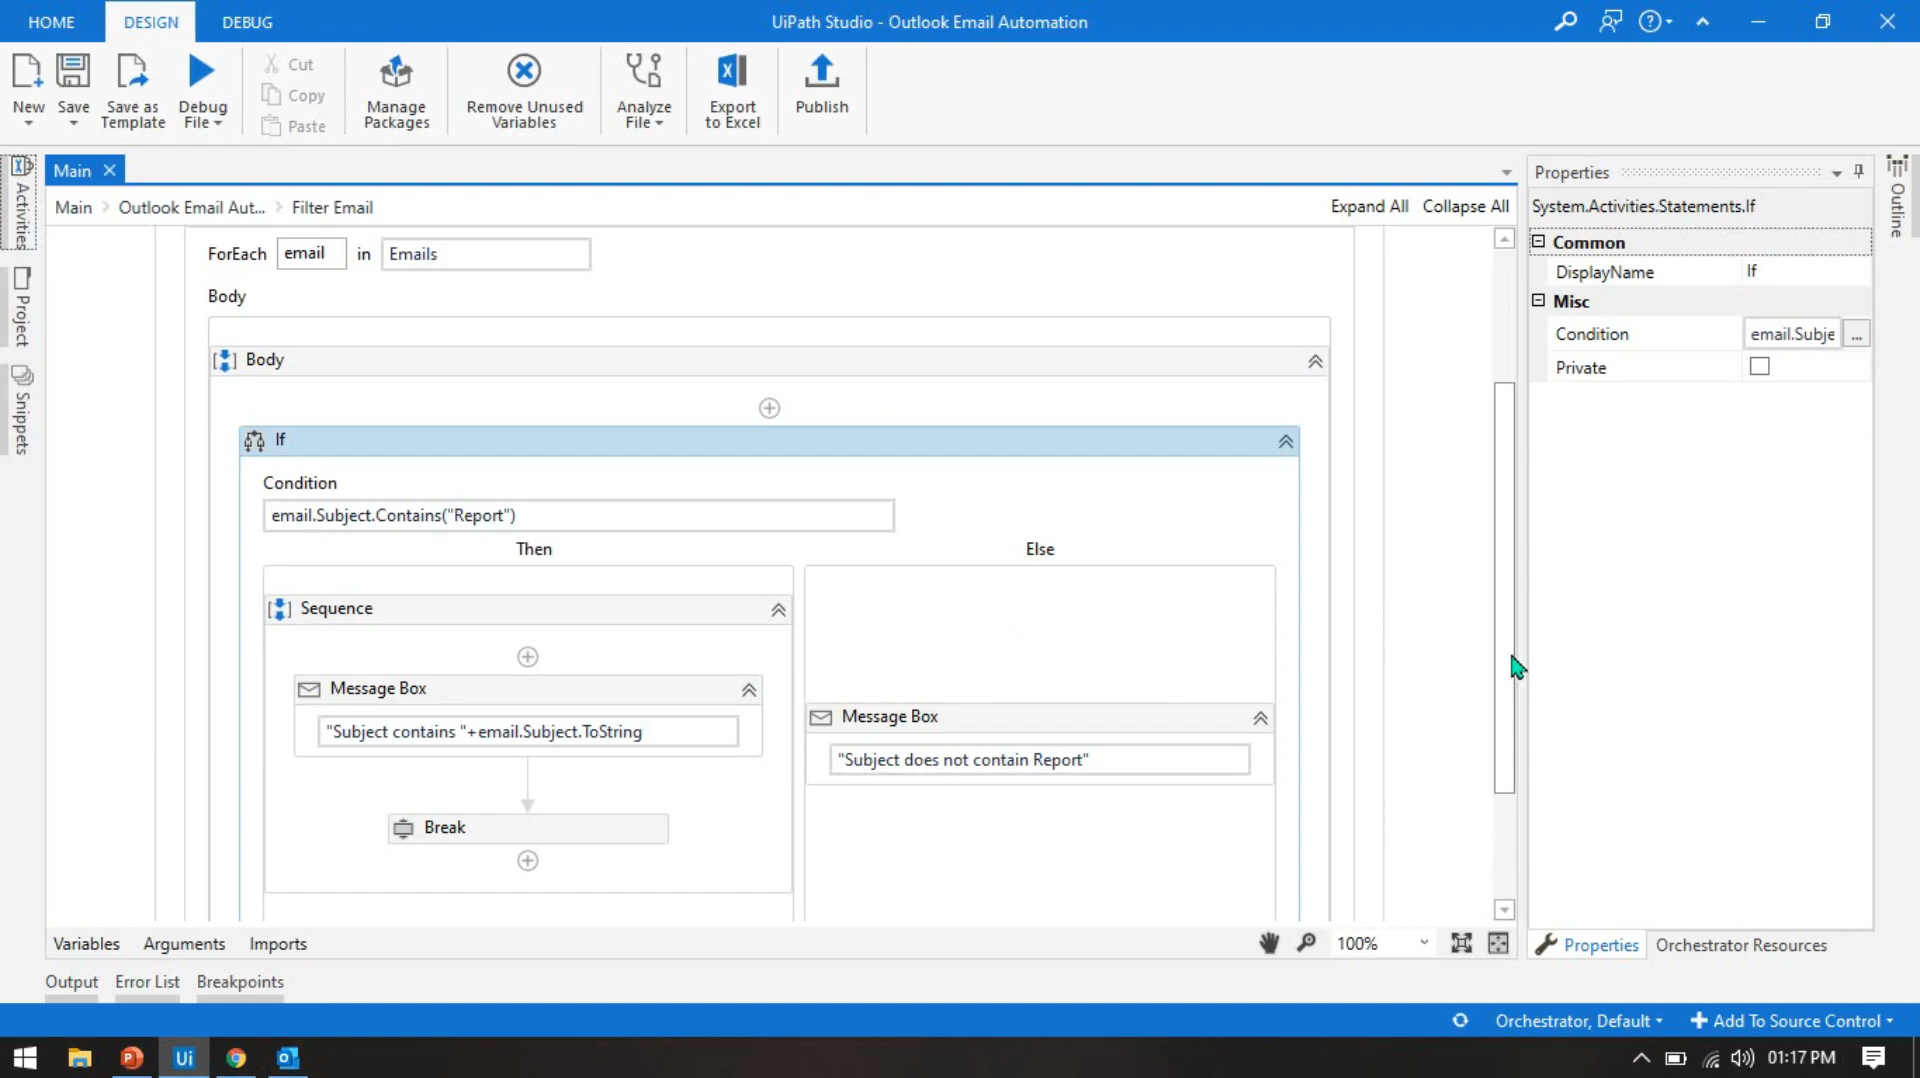 HOME DESIGN DEBUG UiPath Studio - Outlook Email Automation
New Save Save as Template Debug File Cut Copy Paste Manage Packages Remove Unused Variables Analyze File Export to Excel Publish
Main
Main Outlook Email Aut... Filter Email Expand All Collapse All
Activities
Project
Snippets
ForEach email in Emails
Body
Body
If
Condition
email.Subject.Contains("Report")
Then Else
Sequence
Message Box
"Subject contains "+email.Subject.ToString
Break
Message Box
"Subject does not contain Report"
Variables Arguments Imports 100%
Output Error List Breakpoints
Properties
System.Activities.Statements.If
Common
DisplayName If
Misc
Condition email.Subje ...
Private
Properties Orchestrator Resources
Outline
Orchestrator, Default Add To Source Control
Ui 01:17 PM